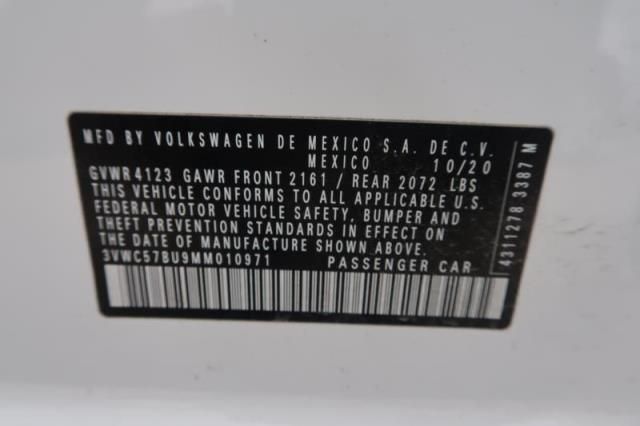 MFD BY VOLKSWAGEN DE MEXICO S.A. DE C.V.
MEXICO 10/20
GVWR 4123 GAWR FRONT 2161 / REAR 2072 LBS
THIS VEHICLE CONFORMS TO ALL APPLICABLE U.S.
FEDERAL MOTOR VEHICLE SAFETY, BUMPER AND
THEFT PREVENTION STANDARDS IN EFFECT ON
THE DATE OF MANUFACTURE SHOWN ABOVE.
3VWC57BU9MM010971 PASSENGER CAR
4311278 3387 M